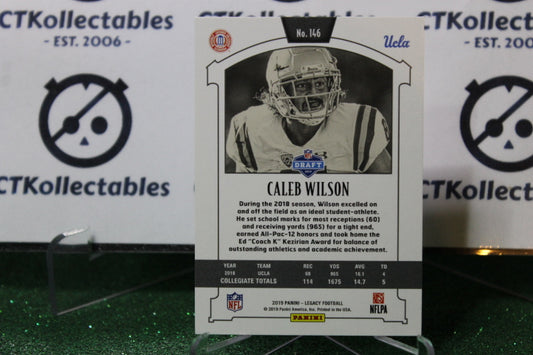 CTKollectables
- EST. 2006 -
CTKollectables
- EST. 2006 -
CTKollectables
CTKollectables
No. 146
Ucla
NFL
DRAFT
CALEB WILSON
During the 2018 season, Wilson excelled on
and off the field as an ideal student-athlete.
He set school marks for most receptions (60)
and receiving yards (965) for a tight end,
earned All-Pac-12 honors and took home the
Ed "Coach K" Kezirian Award for balance of
outstanding athletics and academic achievement.
YEAR TEAM REC YDS AVG TD
2018 UCLA 60 965 16.1 4
COLLEGIATE TOTALS 114 1675 14.7 5
NFL
2019 PANINI - LEGACY FOOTBALL
© 2019 Panini America, Inc. Printed in the USA.
PANINI
NFLPA